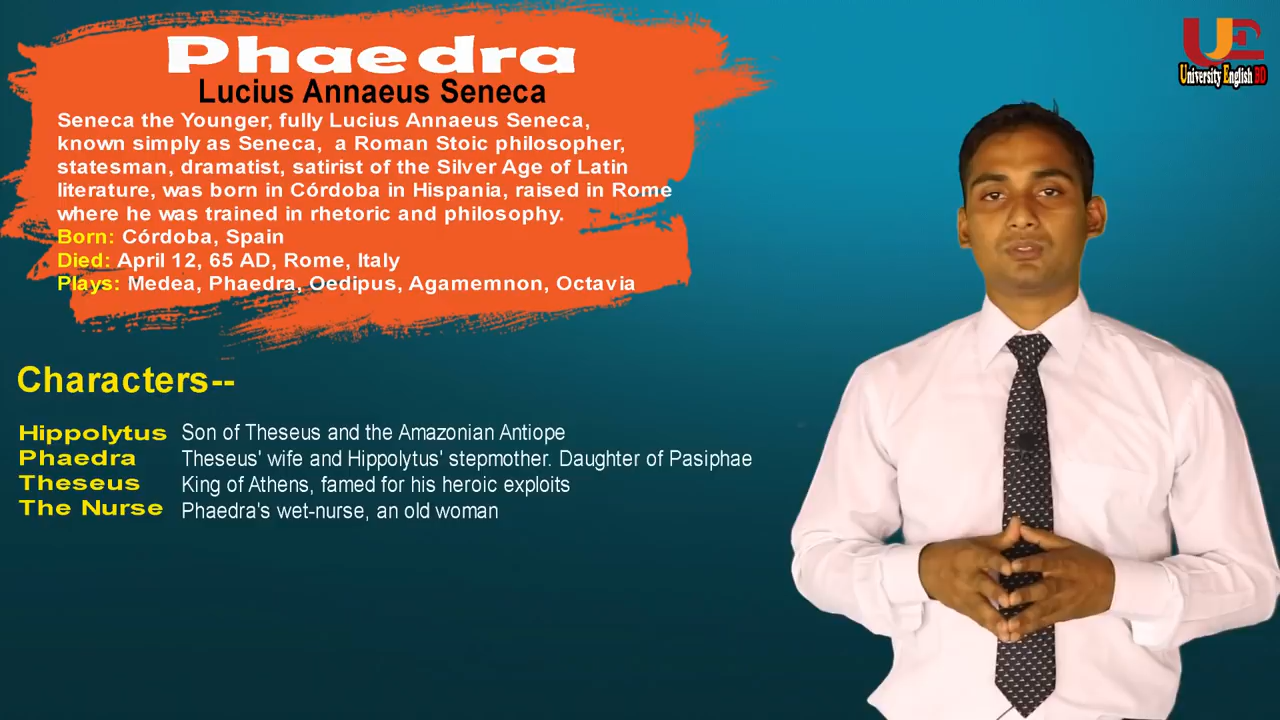 Phaedra
Lucius Annaeus Seneca
Seneca the Younger, fully Lucius Annaeus Seneca,
known simply as Seneca, a Roman Stoic philosopher,
statesman, dramatist, satirist of the Silver Age of Latin
literature, was born in Córdoba in Hispania, raised in Rome
where he was trained in rhetoric and philosophy.
Born: Córdoba, Spain
Died: April 12, 65 AD, Rome, Italy
Plays: Medea, Phaedra, Oedipus, Agamemnon, Octavia
UE
University English BD
Characters--
Hippolytus Son of Theseus and the Amazonian Antiope
Phaedra Theseus' wife and Hippolytus' stepmother. Daughter of Pasiphae
Theseus King of Athens, famed for his heroic exploits
The Nurse Phaedra's wet-nurse, an old woman